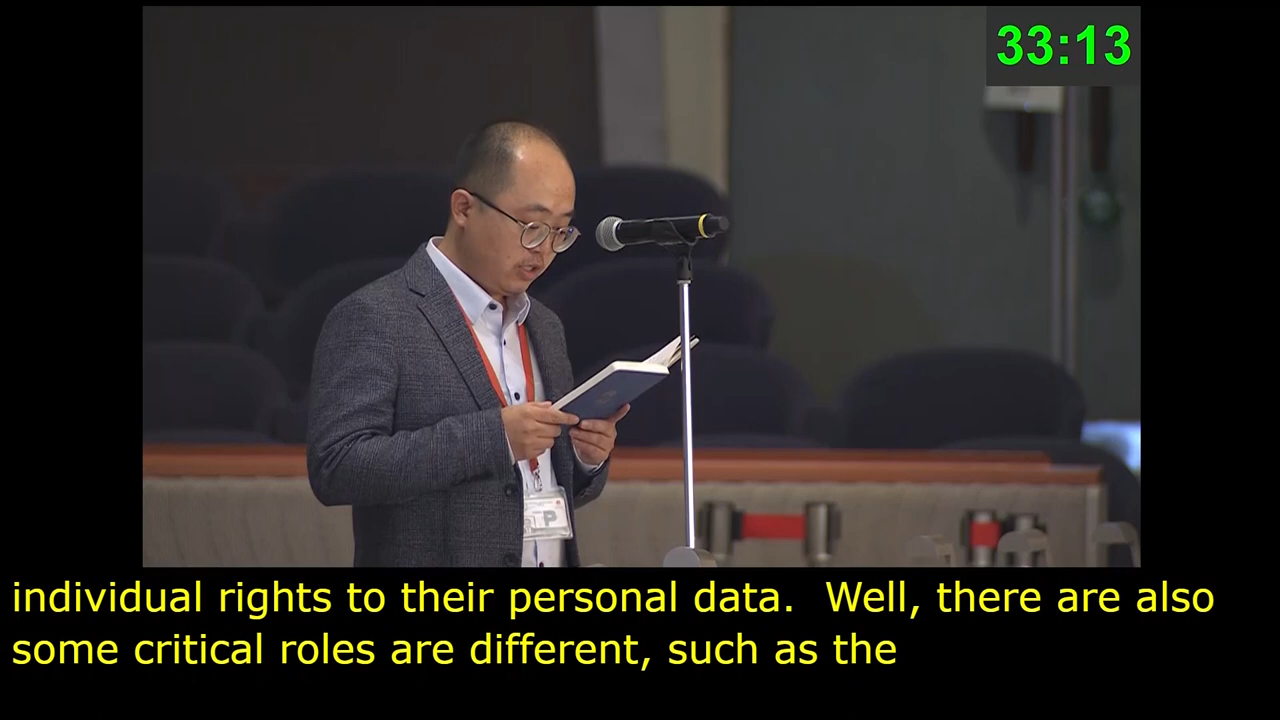 33:13
P
individual rights to their personal data.  Well, there are also
some critical roles are different, such as the